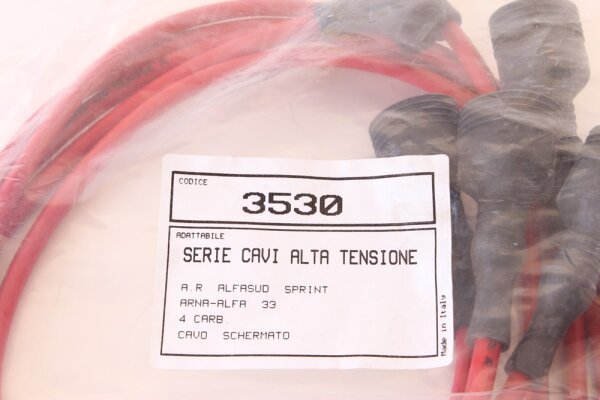 CODICE
3530
ADATTABILE
SERIE CAVI ALTA TENSIONE
A.R ALFASUD SPRINT
ARNA-ALFA 33
4 CARB.
CAVO SCHERMATO
Made in Italy